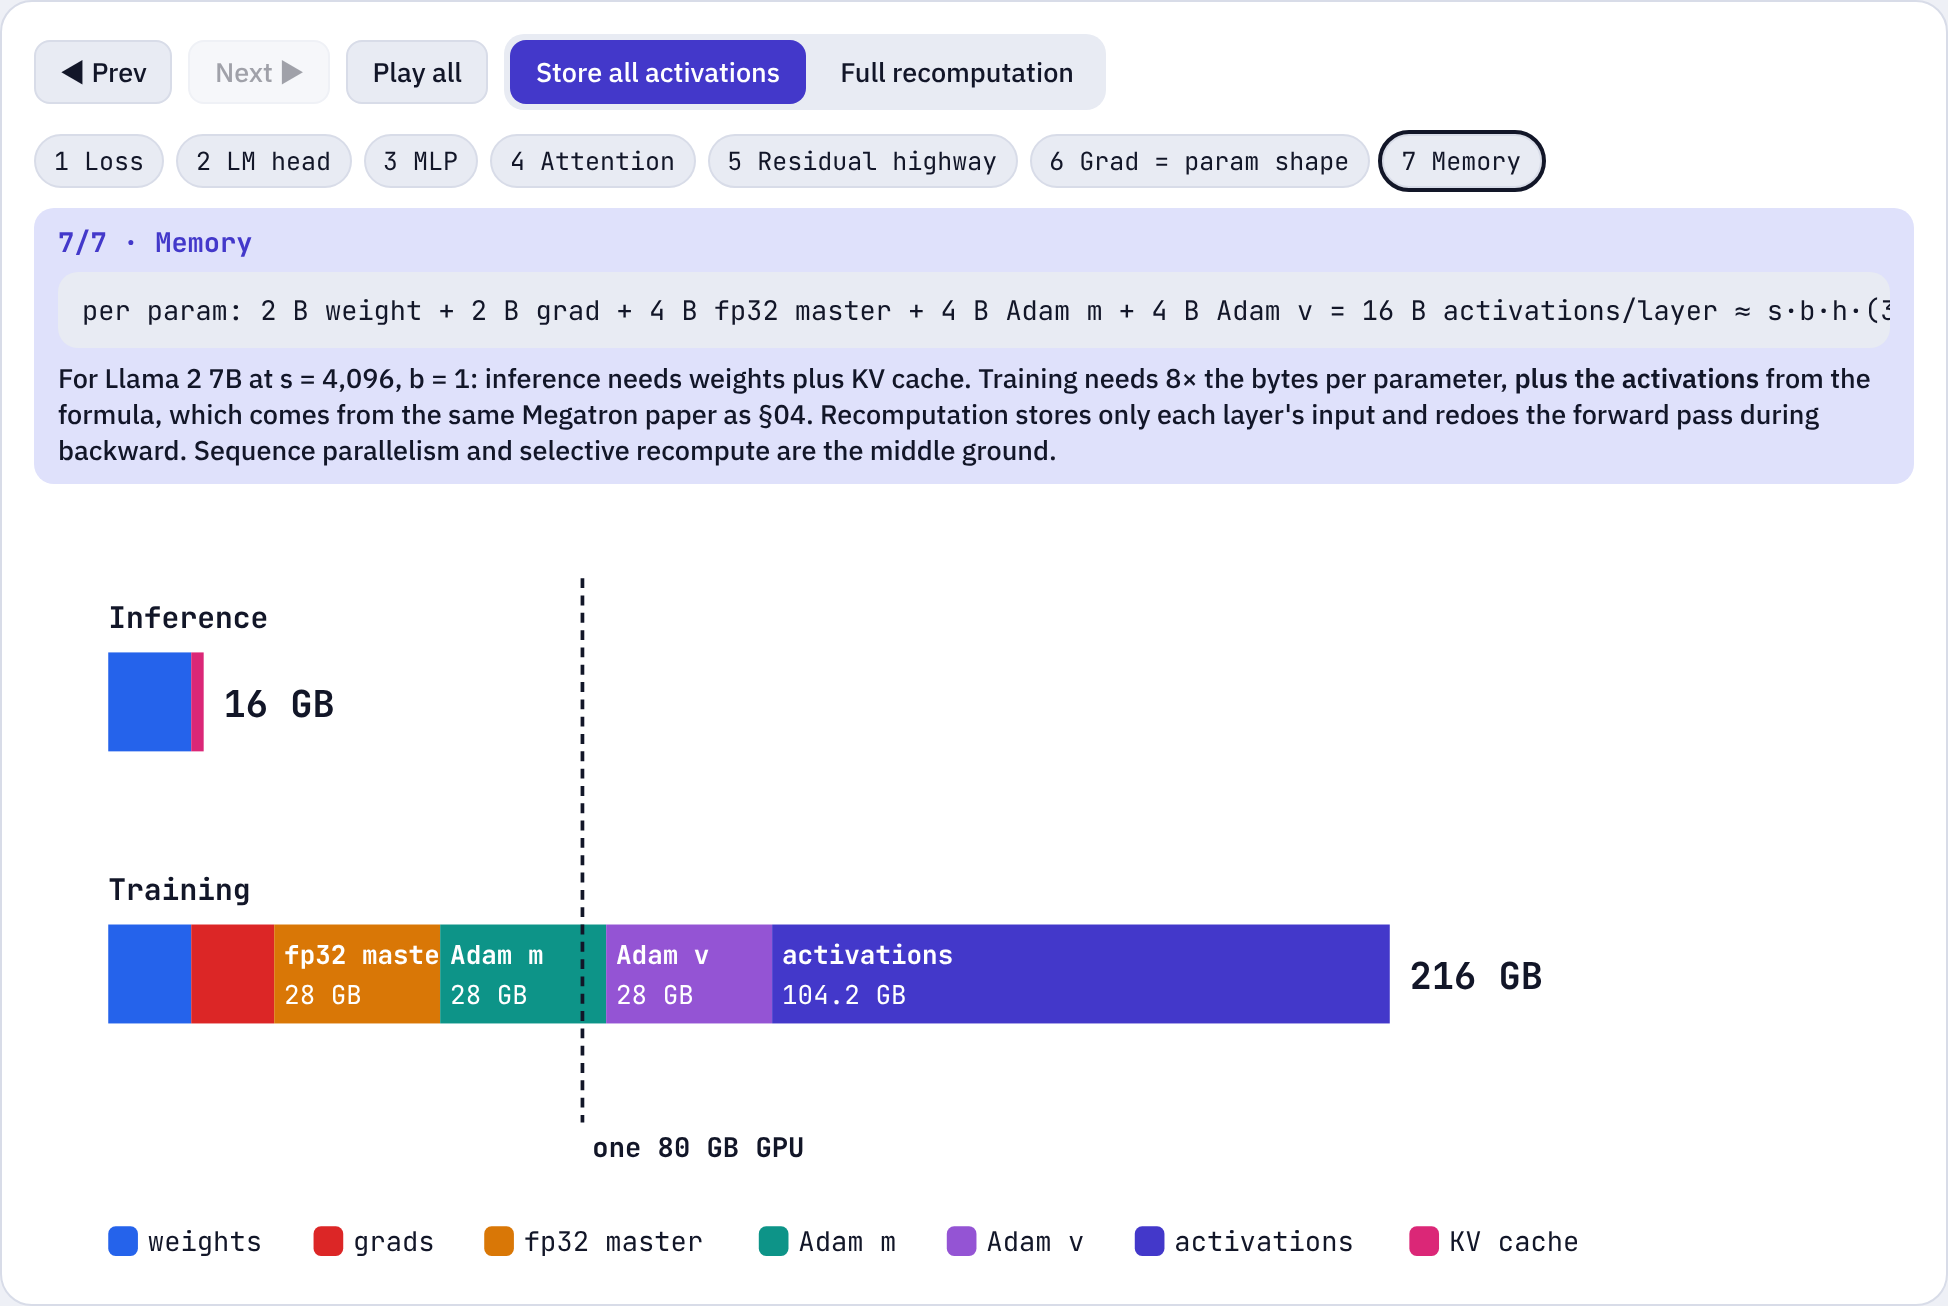 ◀ Prev Next ▶ Play all Store all activations Full recomputation
1 Loss 2 LM head 3 MLP 4 Attention 5 Residual highway 6 Grad = param shape 7 Memory
7/7 · Memory
per param: 2 B weight + 2 B grad + 4 B fp32 master + 4 B Adam m + 4 B Adam v = 16 B activations/layer ≈ s·b·h·(3
For Llama 2 7B at s = 4,096, b = 1: inference needs weights plus KV cache. Training needs 8× the bytes per parameter, plus the activations from the
formula, which comes from the same Megatron paper as §04. Recomputation stores only each layer's input and redoes the forward pass during
backward. Sequence parallelism and selective recompute are the middle ground.
Inference
16 GB
Training
fp32 maste Adam m Adam v activations
28 GB 28 GB 28 GB 104.2 GB
216 GB
one 80 GB GPU
weights grads fp32 master Adam m Adam v activations KV cache